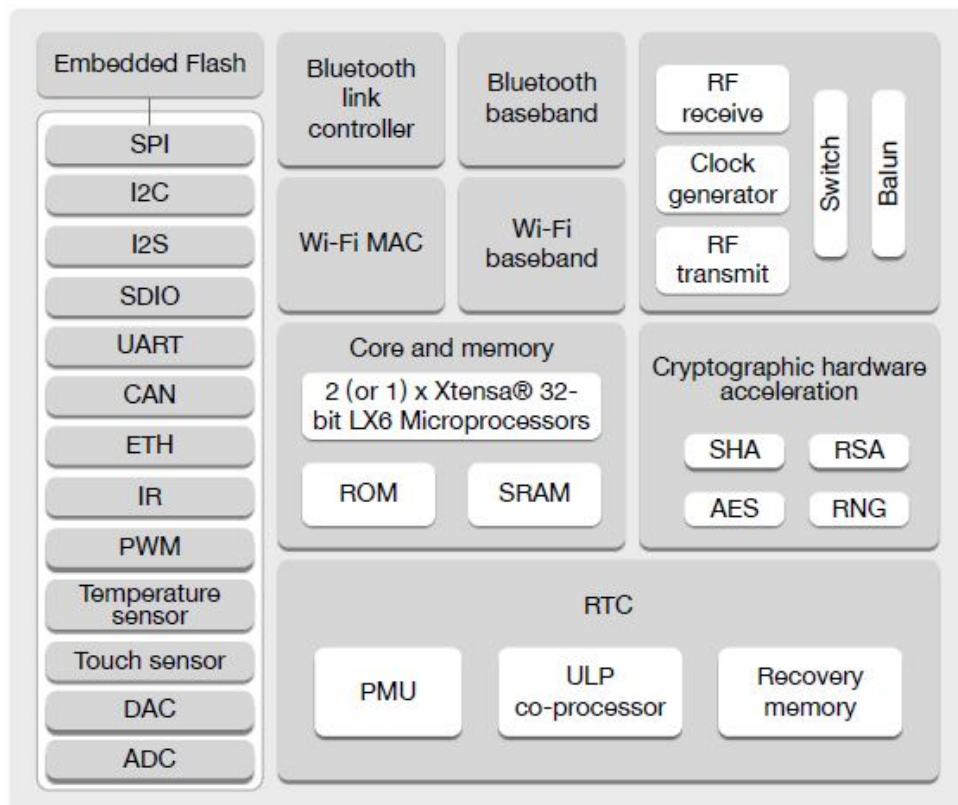 Embedded Flash
SPI
I2C
I2S
SDIO
UART
CAN
ETH
IR
PWM
Temperature
sensor
Touch sensor
DAC
ADC
Bluetooth
link
controller
Bluetooth
baseband
Wi-Fi MAC
Wi-Fi
baseband
RF
receive
Clock
generator
RF
transmit
Switch
Balun
Core and memory
2 (or 1) x Xtensa® 32-
bit LX6 Microprocessors
ROM
SRAM
Cryptographic hardware
acceleration
SHA
RSA
AES
RNG
RTC
PMU
ULP
co-processor
Recovery
memory